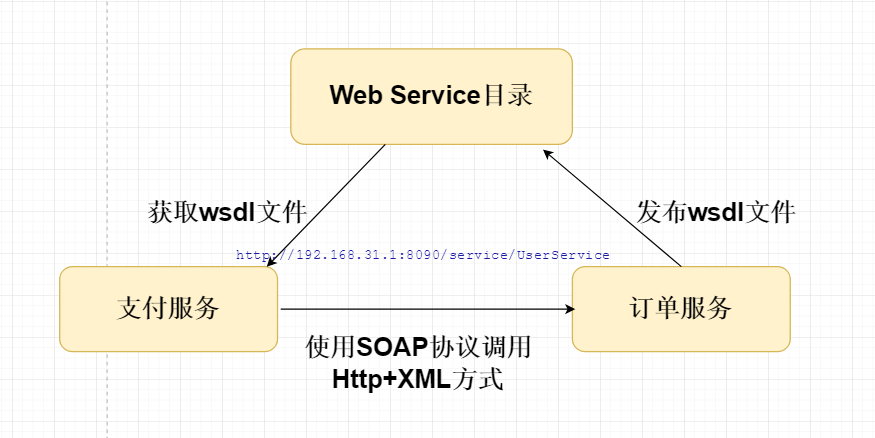 Web Service目录
获取wsdl文件
发布wsdl文件
http://192.168.31.1:8090/service/UserService
支付服务
订单服务
使用SOAP协议调用
Http+XML方式